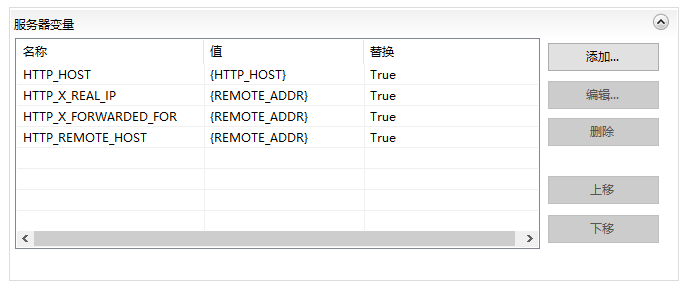 服务器变量
名称 值 替换
HTTP_HOST {HTTP_HOST} True
HTTP_X_REAL_IP {REMOTE_ADDR} True
HTTP_X_FORWARDED_FOR {REMOTE_ADDR} True
HTTP_REMOTE_HOST {REMOTE_ADDR} True
添加...
编辑...
删除
上移
下移